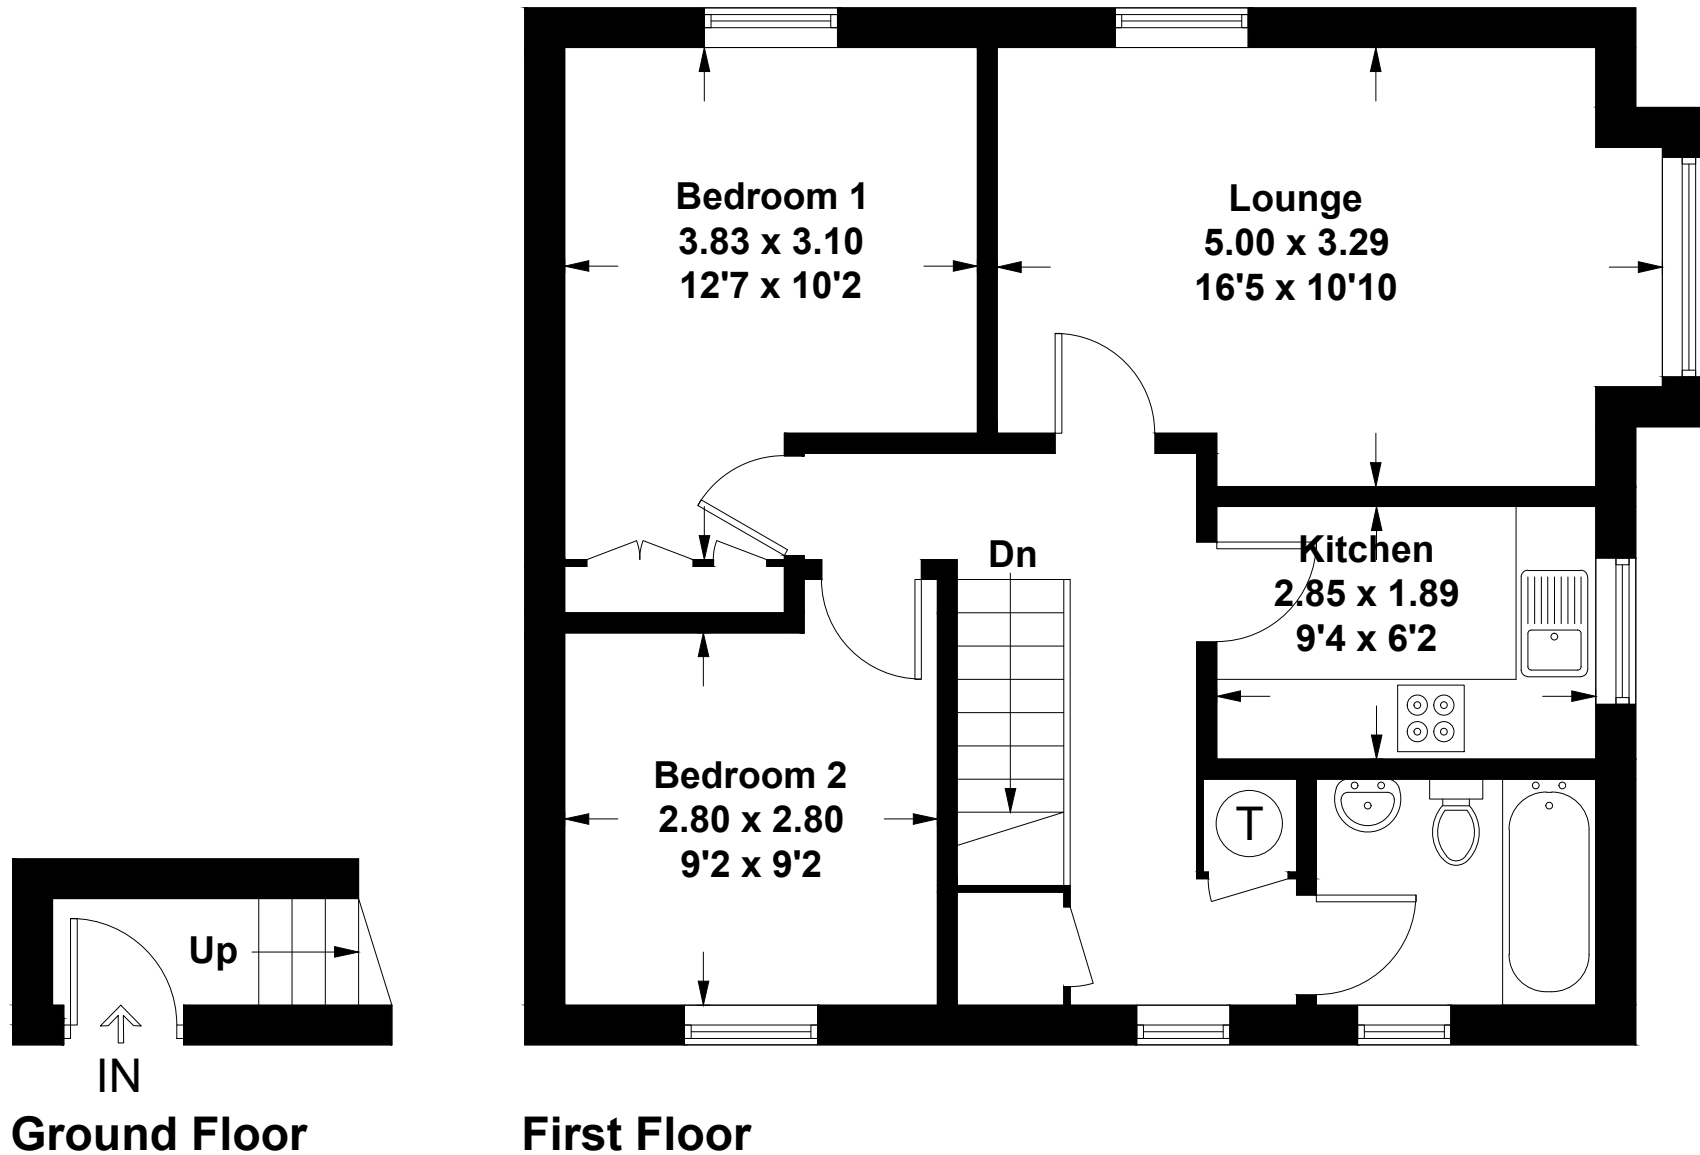 Bedroom 1
3.83 x 3.10
12'7 x 10'2
Lounge
5.00 x 3.29
16'5 x 10'10
Dn
Kitchen
2.85 x 1.89
9'4 x 6'2
Bedroom 2
2.80 x 2.80
9'2 x 9'2
T
Up
IN
Ground Floor
First Floor